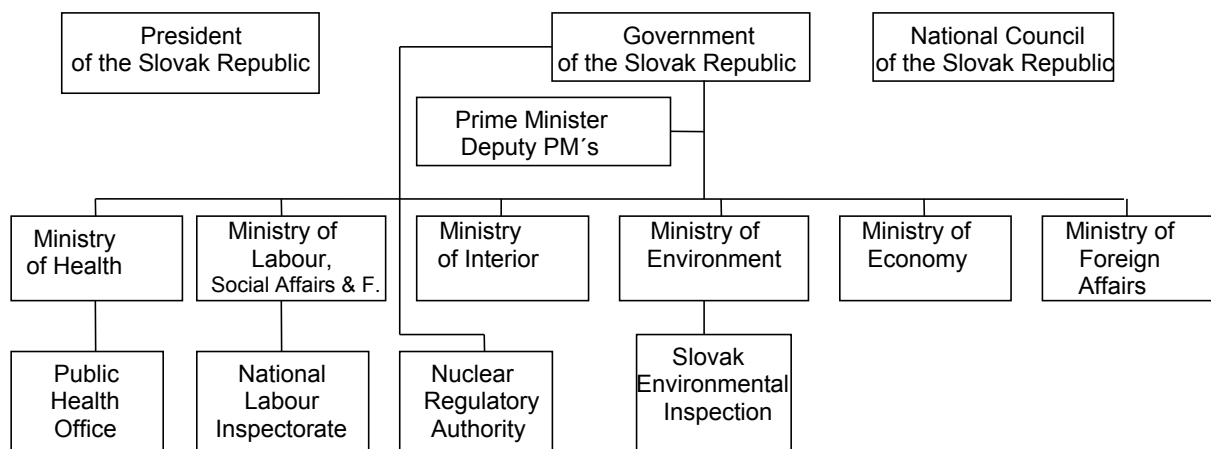 President
of the Slovak Republic
Government
of the Slovak Republic
National Council
of the Slovak Republic
Prime Minister
Deputy PM´s
Ministry
of Health
Ministry of
Labour,
Social Affairs & F.
Ministry
of Interior
Ministry of
Environment
Ministry of
Economy
Ministry of
Foreign
Affairs
Public
Health
Office
National
Labour
Inspectorate
Nuclear
Regulatory
Authority
Slovak
Environmental
Inspection